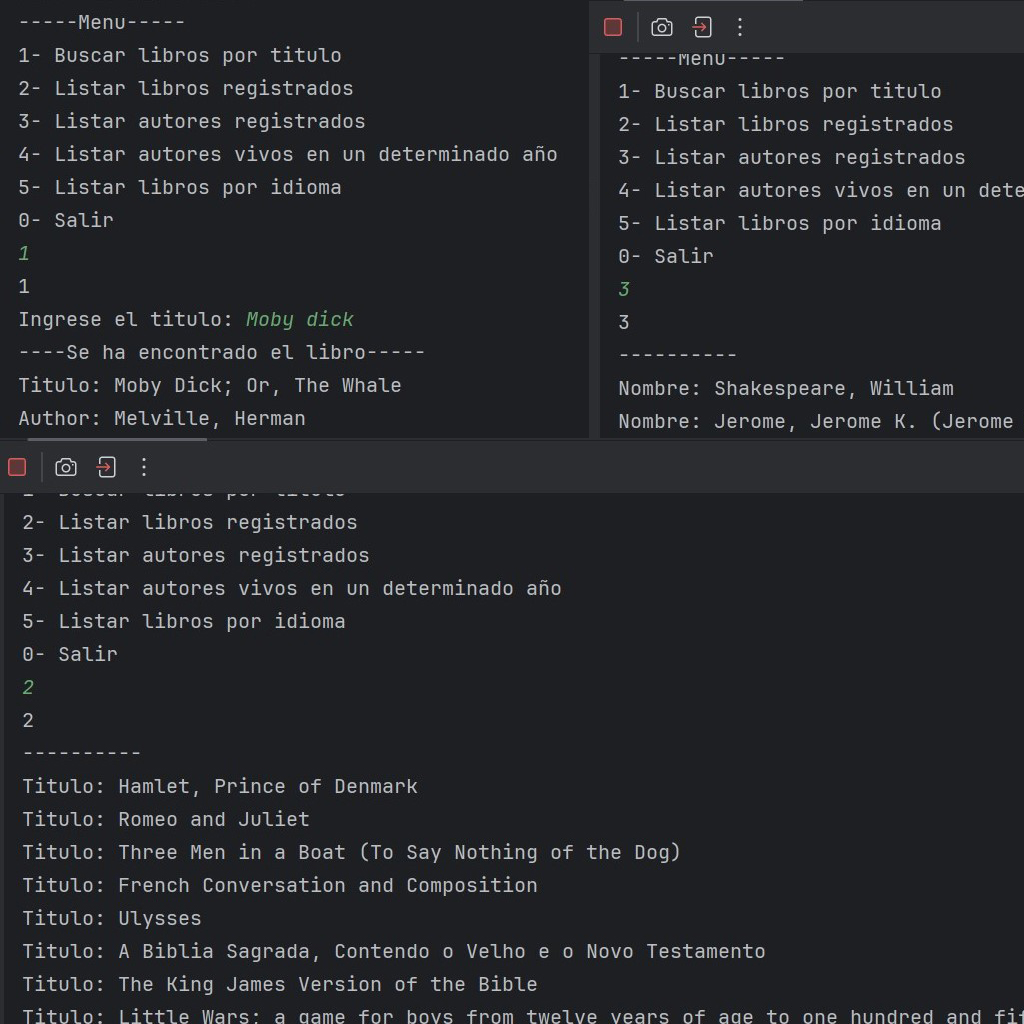 -----Menu-----
1- Buscar libros por titulo
2- Listar libros registrados
3- Listar autores registrados
4- Listar autores vivos en un determinado año
5- Listar libros por idioma
0- Salir
1
1
Ingrese el titulo: Moby dick
----Se ha encontrado el libro-----
Titulo: Moby Dick; Or, The Whale
Author: Melville, Herman
-----Menu-----
1- Buscar libros por titulo
2- Listar libros registrados
3- Listar autores registrados
4- Listar autores vivos en un dete
5- Listar libros por idioma
0- Salir
3
3
----------
Nombre: Shakespeare, William
Nombre: Jerome, Jerome K. (Jerome
1- Buscar libros por titulo
2- Listar libros registrados
3- Listar autores registrados
4- Listar autores vivos en un determinado año
5- Listar libros por idioma
0- Salir
2
2
----------
Titulo: Hamlet, Prince of Denmark
Titulo: Romeo and Juliet
Titulo: Three Men in a Boat (To Say Nothing of the Dog)
Titulo: French Conversation and Composition
Titulo: Ulysses
Titulo: A Biblia Sagrada, Contendo o Velho e o Novo Testamento
Titulo: The King James Version of the Bible
Titulo: Little Wars; a game for boys from twelve years of age to one hundred and fif